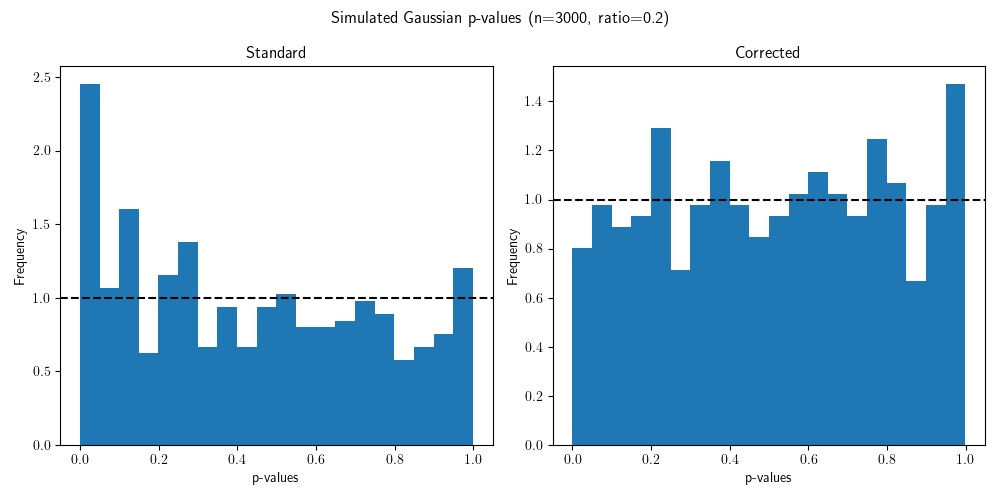 Simulated Gaussian p-values (n=3000, ratio=0.2)
Standard
2.5
2.0
1.5
1.0
0.5
0.0
Frequency
0.0 0.2 0.4 0.6 0.8 1.0
p-values
Corrected
1.4
1.2
1.0
0.8
0.6
0.4
0.2
0.0
Frequency
0.0 0.2 0.4 0.6 0.8 1.0
p-values